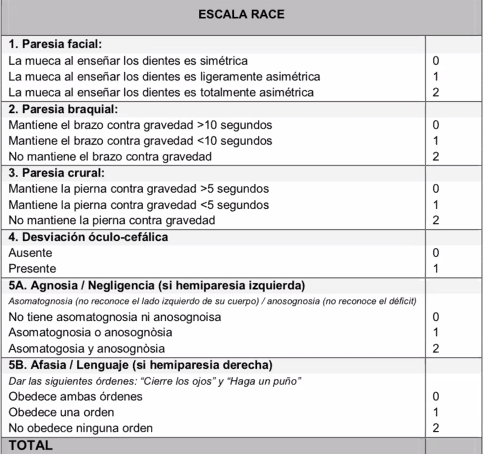 ESCALA RACE
1. Paresia facial:
La mueca al enseñar los dientes es simétrica 0
La mueca al enseñar los dientes es ligeramente asimétrica 1
La mueca al enseñar los dientes es totalmente asimétrica 2
2. Paresia braquial:
Mantiene el brazo contra gravedad >10 segundos 0
Mantiene el brazo contra gravedad <10 segundos 1
No mantiene el brazo contra gravedad 2
3. Paresia crural:
Mantiene la pierna contra gravedad >5 segundos 0
Mantiene la pierna contra gravedad <5 segundos 1
No mantiene la pierna contra gravedad 2
4. Desviación óculo-cefálica
Ausente 0
Presente 1
5A. Agnosia / Negligencia (si hemiparesia izquierda)
Asomatognosia (no reconoce el lado izquierdo de su cuerpo) / anosognosia (no reconoce el déficit)
No tiene asomatognosia ni anosognoisa 0
Asomatognosia o anosognòsia 1
Asomatogosia y anosognòsia 2
5B. Afasia / Lenguaje (si hemiparesia derecha)
Dar las siguientes órdenes: "Cierre los ojos" y "Haga un puño"
Obedece ambas órdenes 0
Obedece una orden 1
No obedece ninguna orden 2
TOTAL